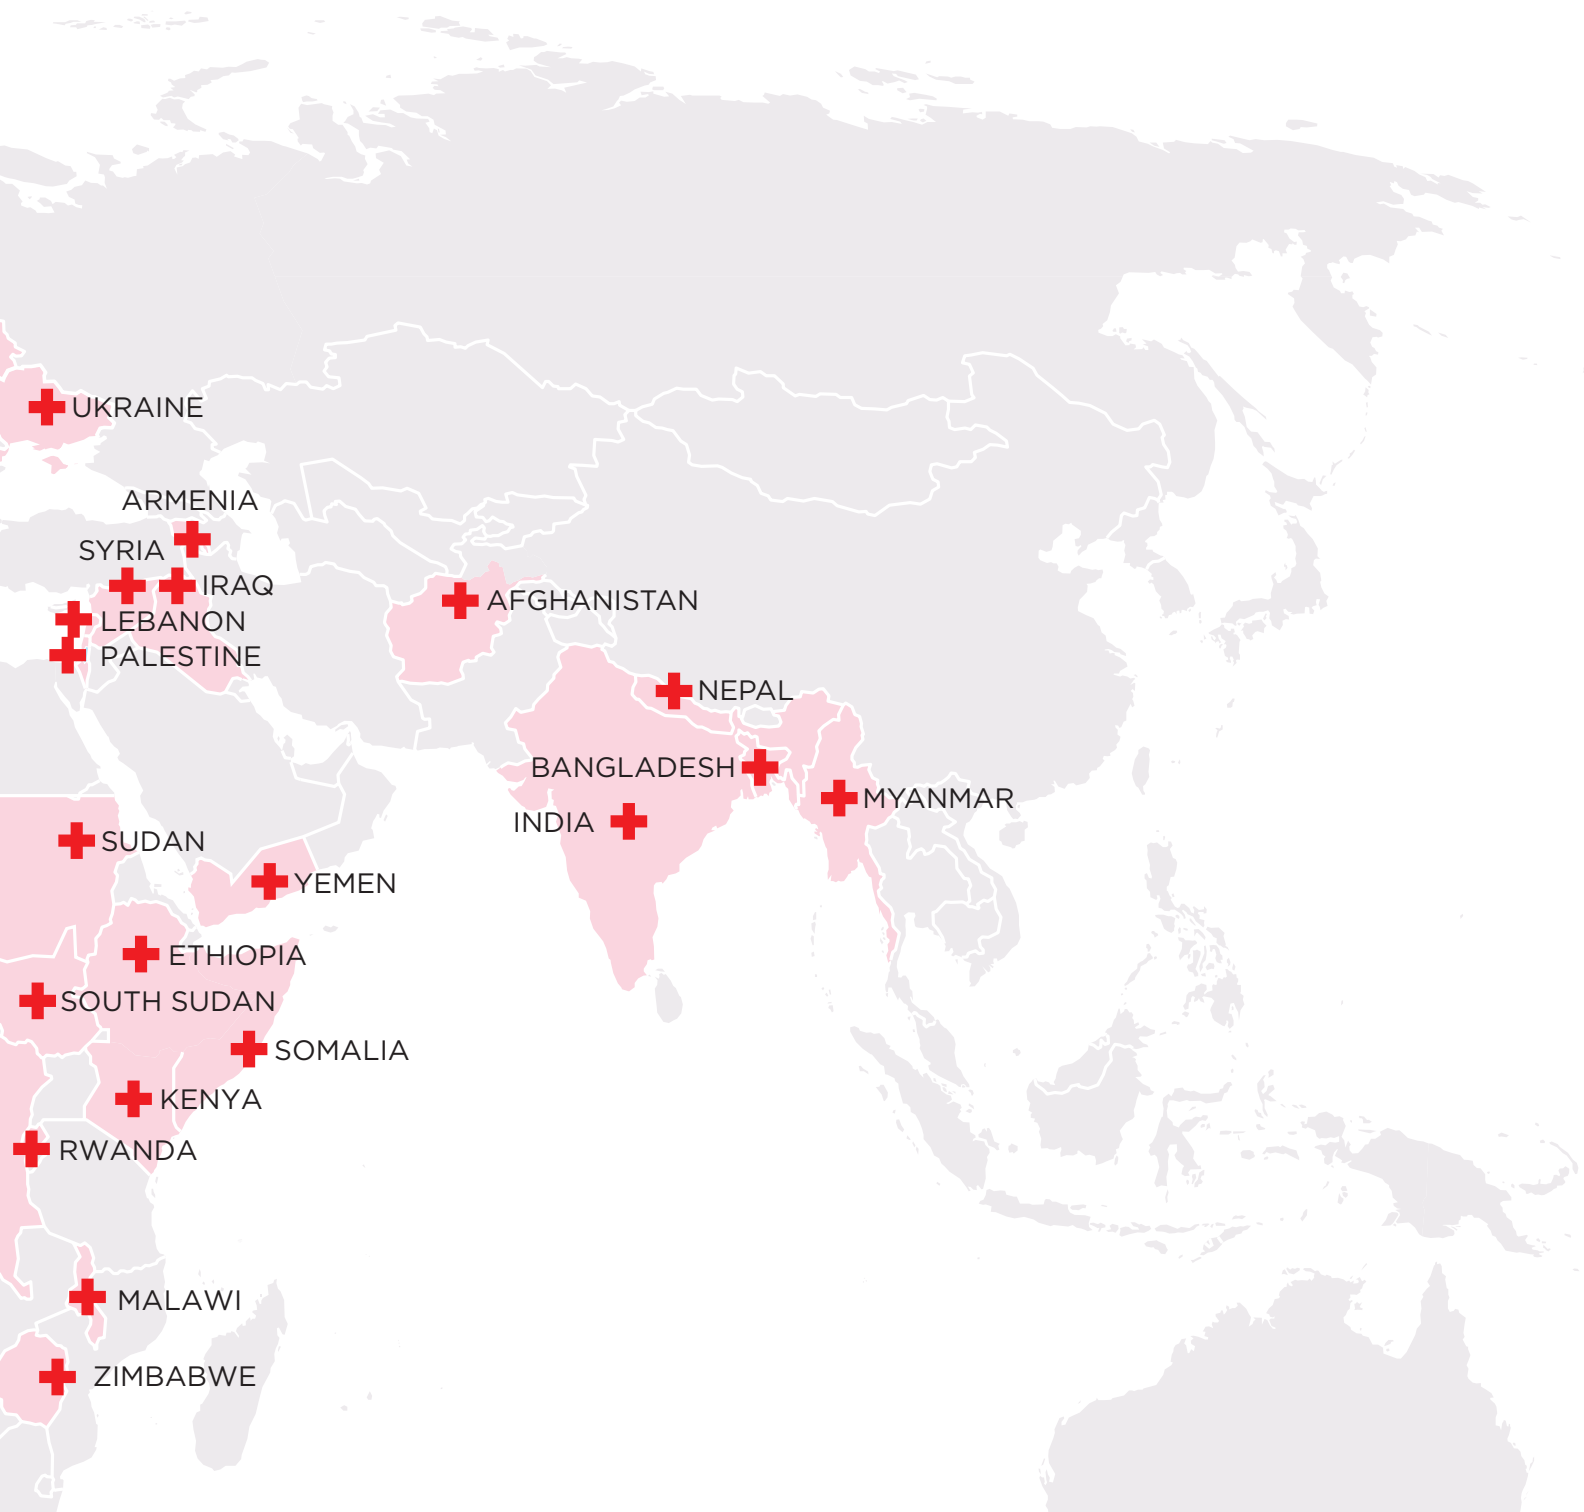 UKRAINE
ARMENIA
SYRIA
IRAQ
AFGHANISTAN
LEBANON
PALESTINE
NEPAL
BANGLADESH
MYANMAR
INDIA
SUDAN
YEMEN
ETHIOPIA
SOUTH SUDAN
SOMALIA
KENYA
RWANDA
MALAWI
ZIMBABWE